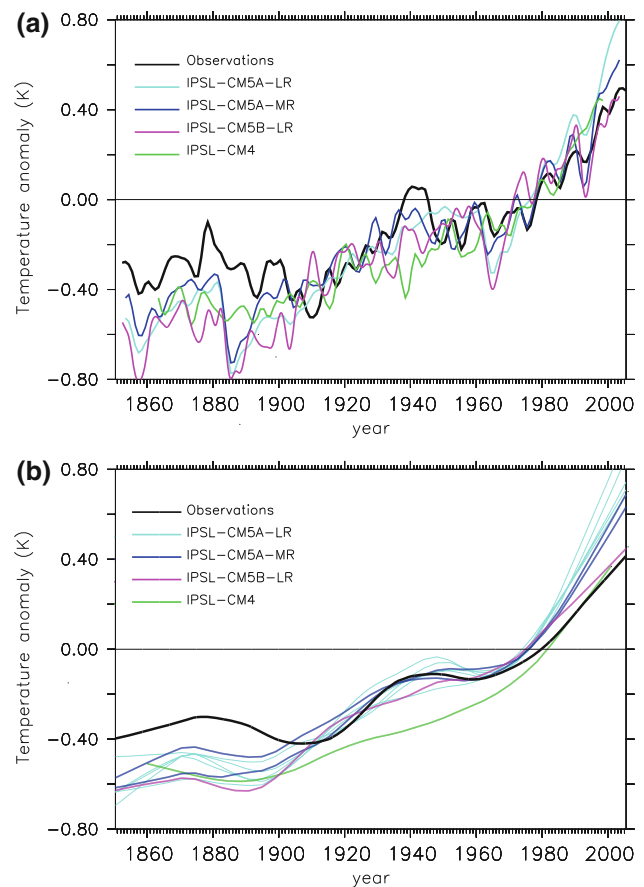 (a)
0.80
0.40
0.00
−0.40
−0.80
Temperature anomaly (K)
Observations
IPSL−CM5A−LR
IPSL−CM5A−MR
IPSL−CM5B−LR
IPSL−CM4
1860 1880 1900 1920 1940 1960 1980 2000
year
(b)
0.80
0.40
0.00
−0.40
−0.80
Temperature anomaly (K)
Observations
IPSL−CM5A−LR
IPSL−CM5A−MR
IPSL−CM5B−LR
IPSL−CM4
1860 1880 1900 1920 1940 1960 1980 2000
year